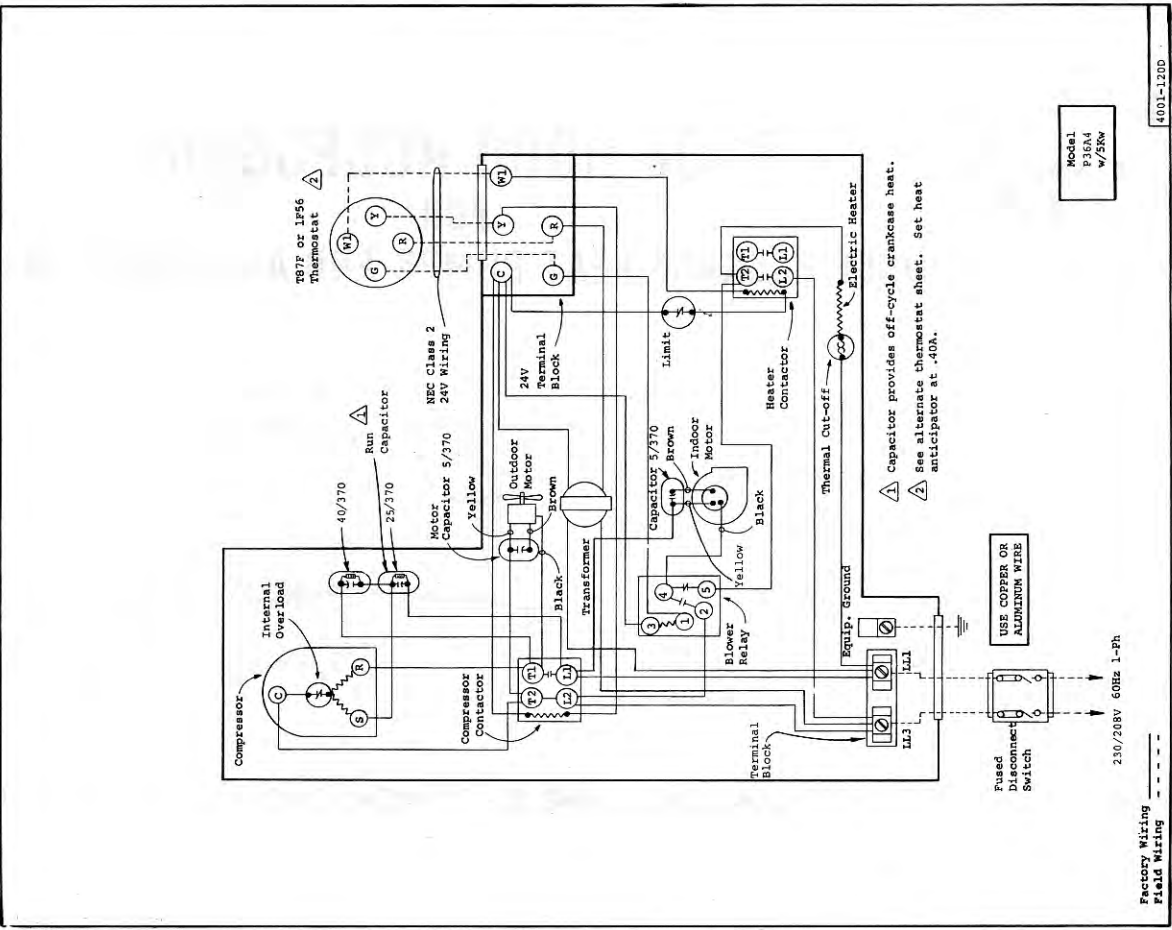 Compressor
Internal
Overload
C
S
R
40/370
25/370
Run
Capacitor
1
Compressor
Contactor
T2
T1
L2
L1
Motor
Capacitor 5/370
Yellow
Outdoor
Motor
Brown
Black
Transformer
T87F or 1F56
Thermostat
2
G
W1
R
Y
NEC Class 2
24V Wiring
C
Y
W1
G
R
24V
Terminal
Block
Limit
Blower
Relay
3
1
4
2
5
Capacitor 5/370
Brown
Indoor
Motor
Black
Yellow
Heater
Contactor
T2
T1
L2
L1
Electric Heater
Thermal Cut-off
Terminal
Block
LL3
LL1
Equip. Ground
Fused
Disconnect
Switch
USE COPPER OR
ALUMINUM WIRE
230/208V 60Hz 1-Ph
1 Capacitor provides off-cycle crankcase heat.
2 See alternate thermostat sheet. Set heat
anticipator at .40A.
Model
P36A4
w/5Kw
Factory Wiring
Field Wiring
4001-120D